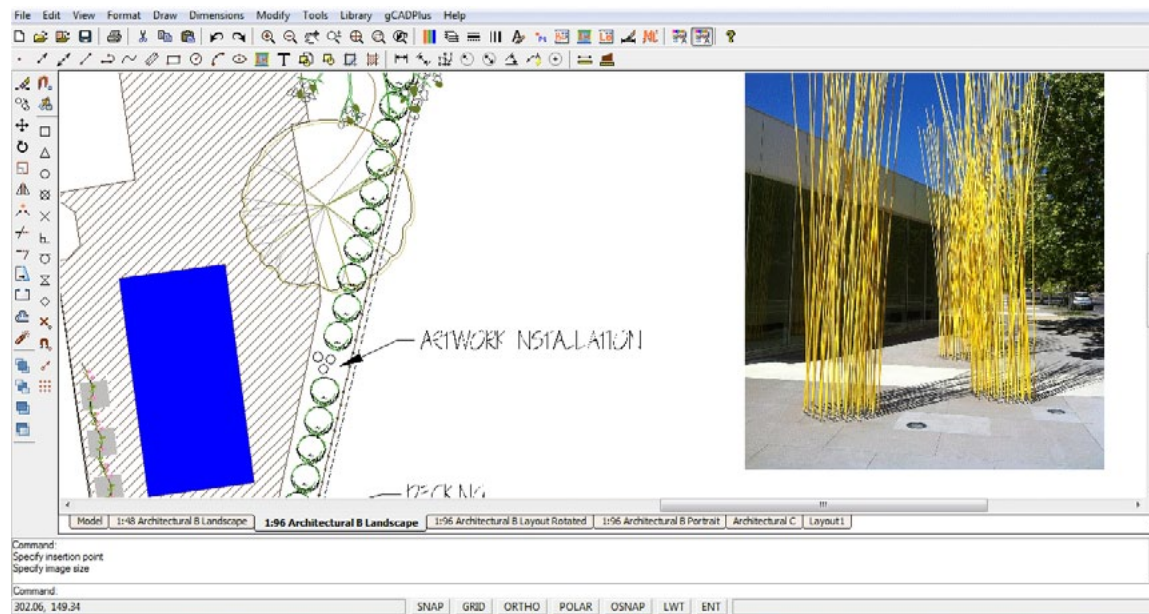 File Edit View Format Draw Dimensions Modify Tools Library gCADPlus Help
ARTWORK INSTALLATION
DECKING
Model 1:48 Architectural B Landscape 1:96 Architectural B Landscape 1:96 Architectural B Layout Rotated 1:96 Architectural B Portrait Architectural C Layout1
Command:
Specify insertion point
Specify image size
Command:
302.06, 149.34 SNAP GRID ORTHO POLAR OSNAP LWT ENT